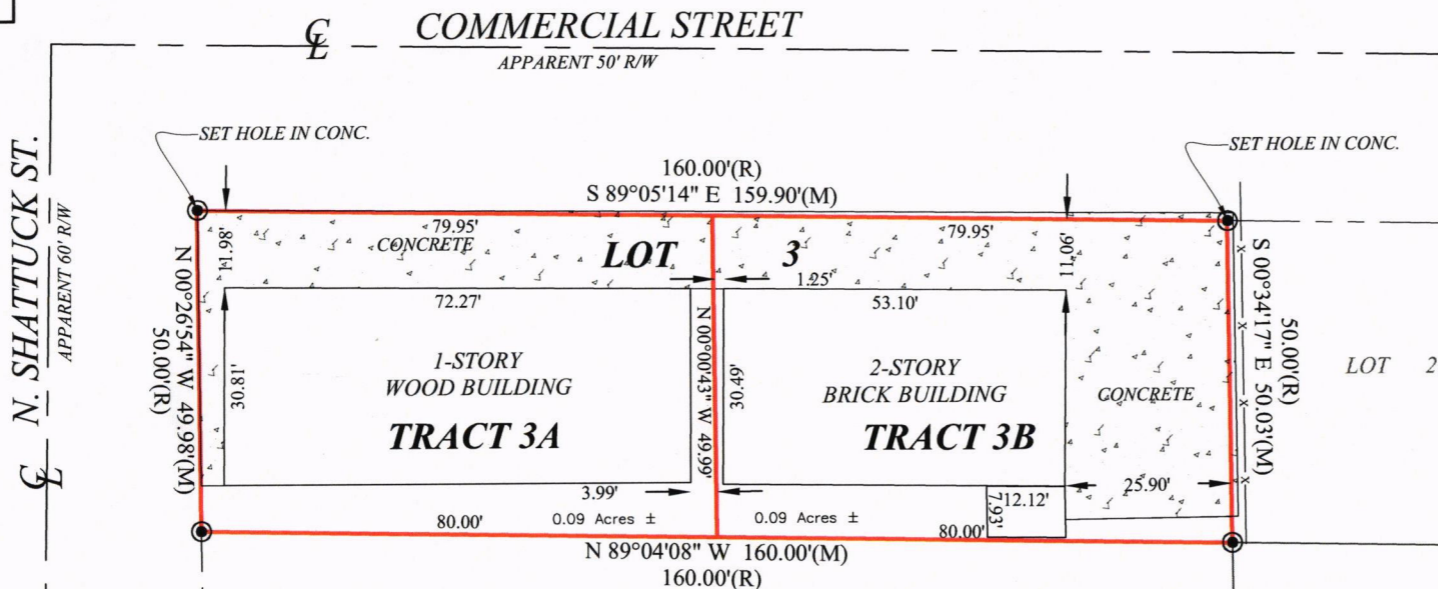 COMMERCIAL STREET
APPARENT 50' R/W
N. SHATTUCK ST.
APPARENT 60' R/W
SET HOLE IN CONC.
SET HOLE IN CONC.
160.00'(R)
S 89°05'14" E 159.90'(M)
79.95'
79.95'
CONCRETE
LOT 3
11.98'
11.06'
1.25'
72.27'
53.10'
N 00°26'54" W 49.98'(M)
50.00'(R)
30.81'
1-STORY
WOOD BUILDING
TRACT 3A
N 00°00'43" W 49.99'
30.49'
2-STORY
BRICK BUILDING
TRACT 3B
CONCRETE
S 00°34'17" E 50.03'(M)
50.00'(R)
LOT 2
3.99'
25.90'
12.12'
7.93'
80.00'
0.09 Acres ±
0.09 Acres ±
80.00'
N 89°04'08" W 160.00'(M)
160.00'(R)